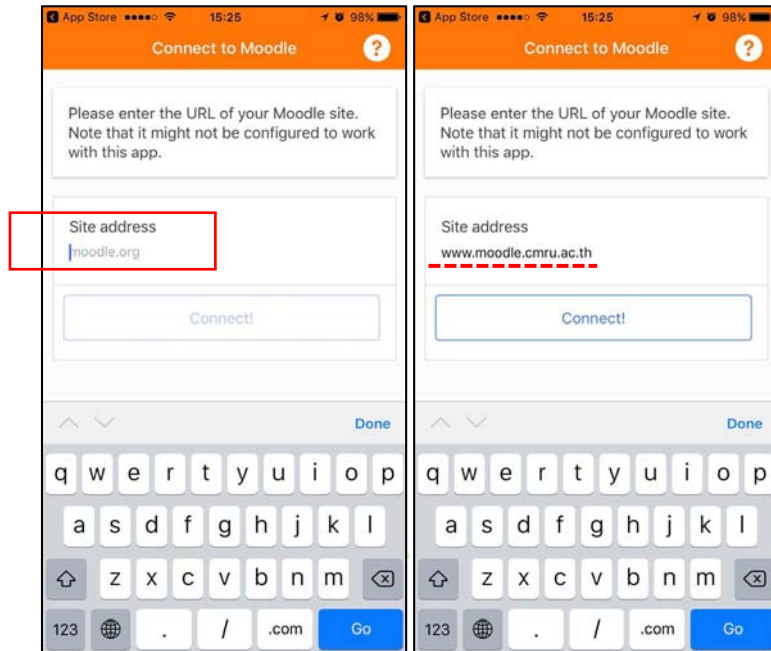 App Store 15:25 98%
Connect to Moodle ?
Please enter the URL of your Moodle site.
Note that it might not be configured to work
with this app.
Site address
moodle.org
Connect!
Done
q w e r t y u i o p
a s d f g h j k l
z x c v b n m
123 . / .com Go
App Store 15:25 98%
Connect to Moodle ?
Please enter the URL of your Moodle site.
Note that it might not be configured to work
with this app.
Site address
www.moodle.cmru.ac.th
Connect!
Done
q w e r t y u i o p
a s d f g h j k l
z x c v b n m
123 . / .com Go